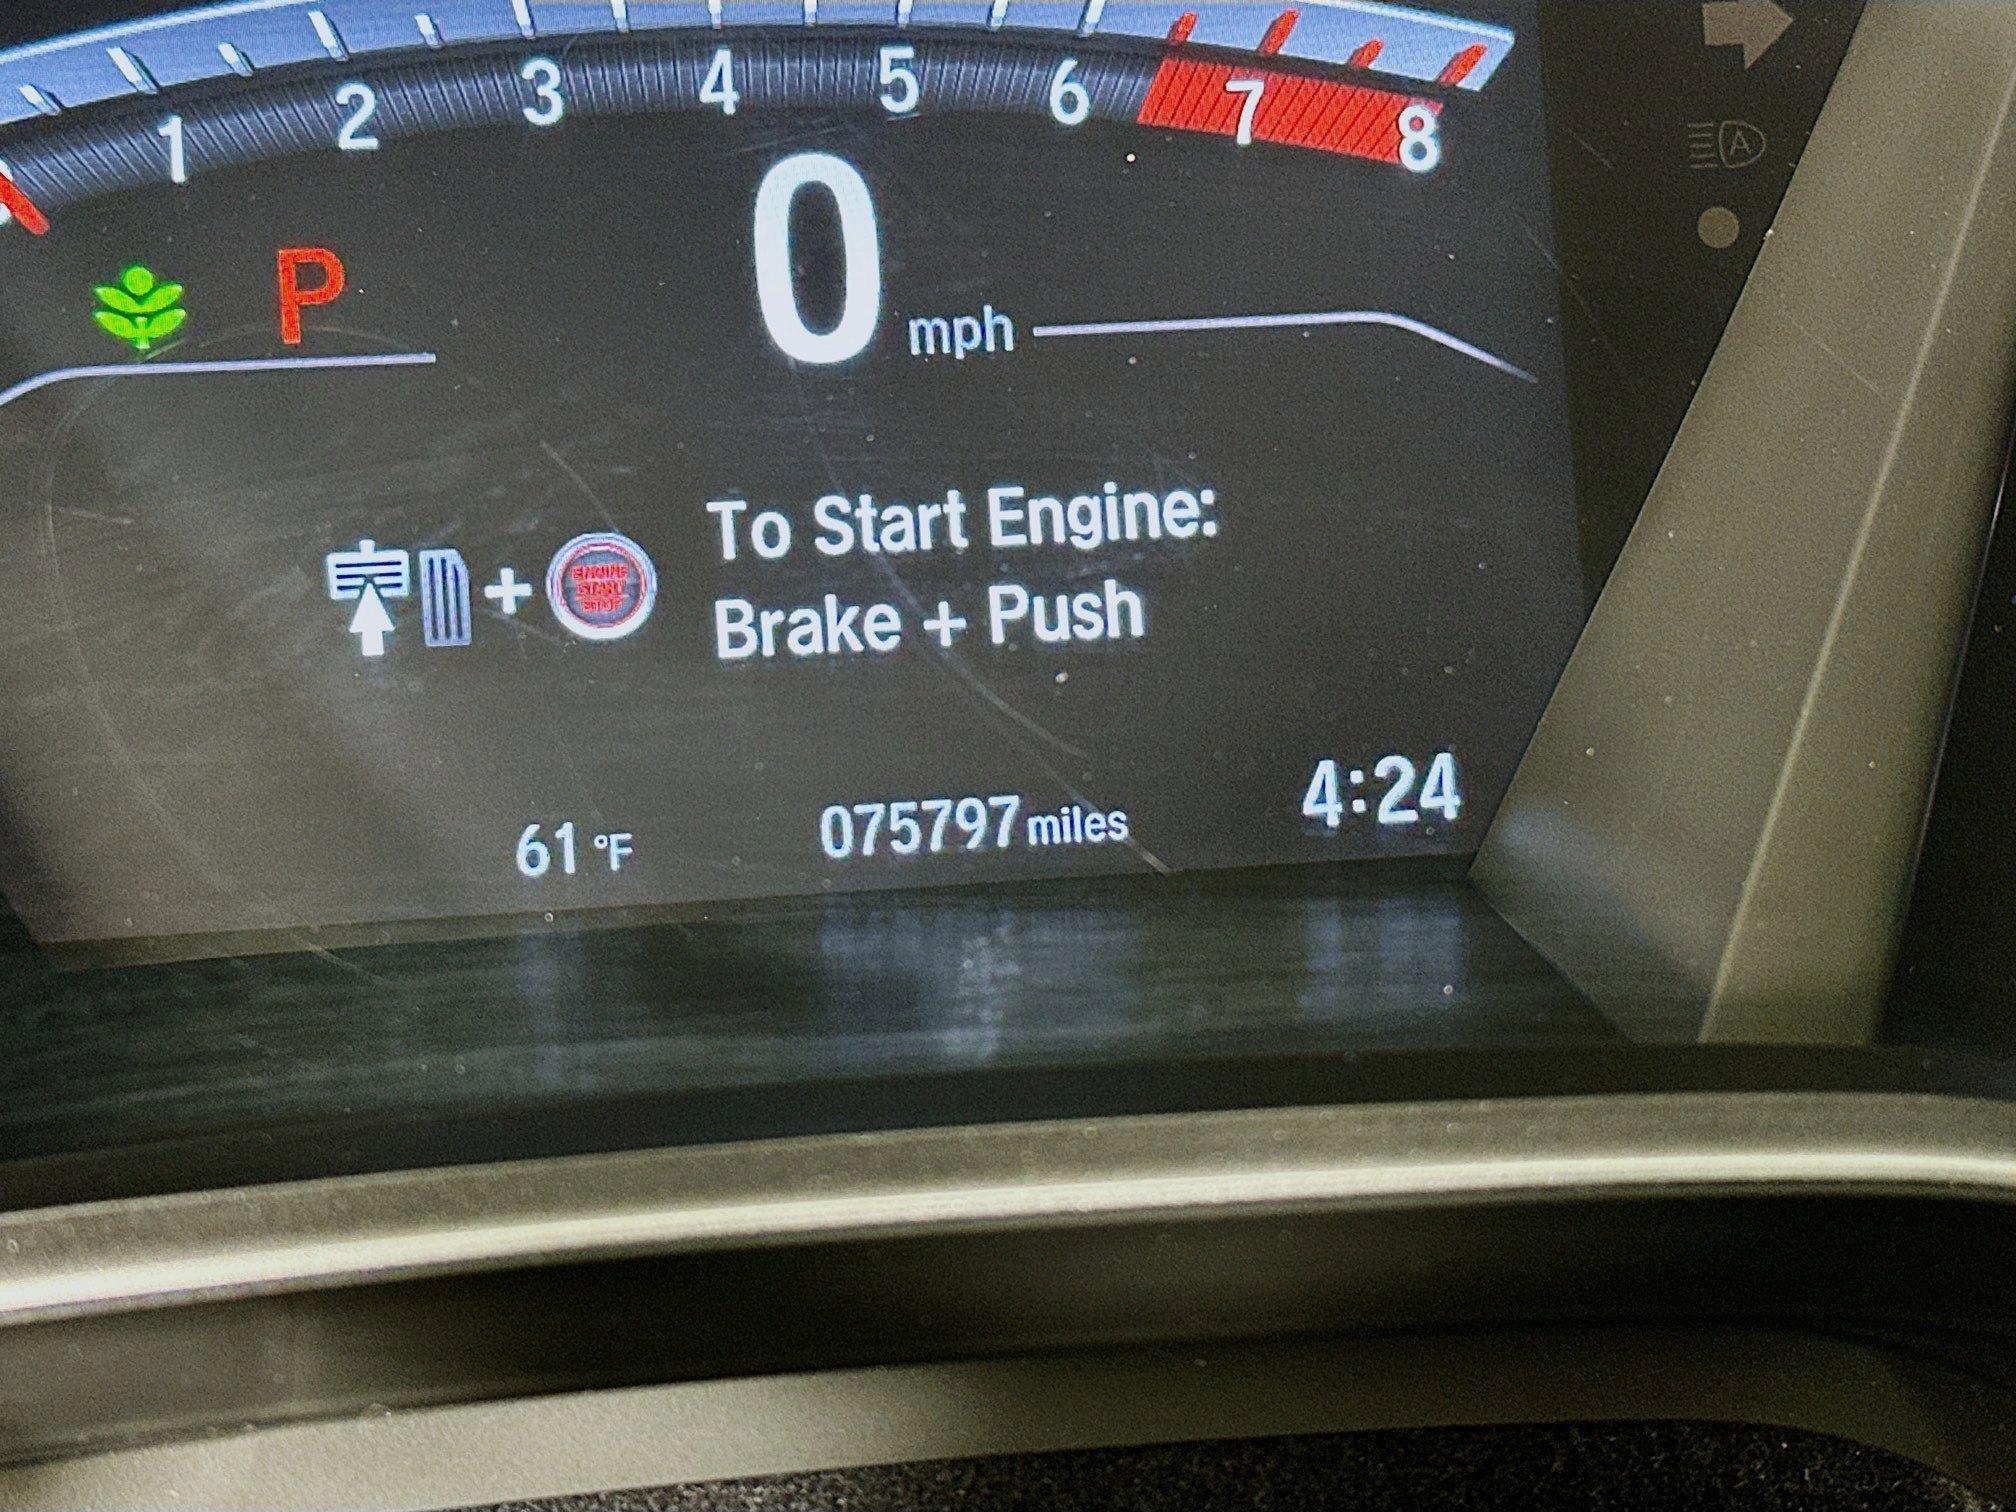 1 2 3 4 5 6 7 8
P
0 mph
ENGINE
START
STOP
To Start Engine:
+
Brake + Push
61 °F 075797 miles 4:24
A